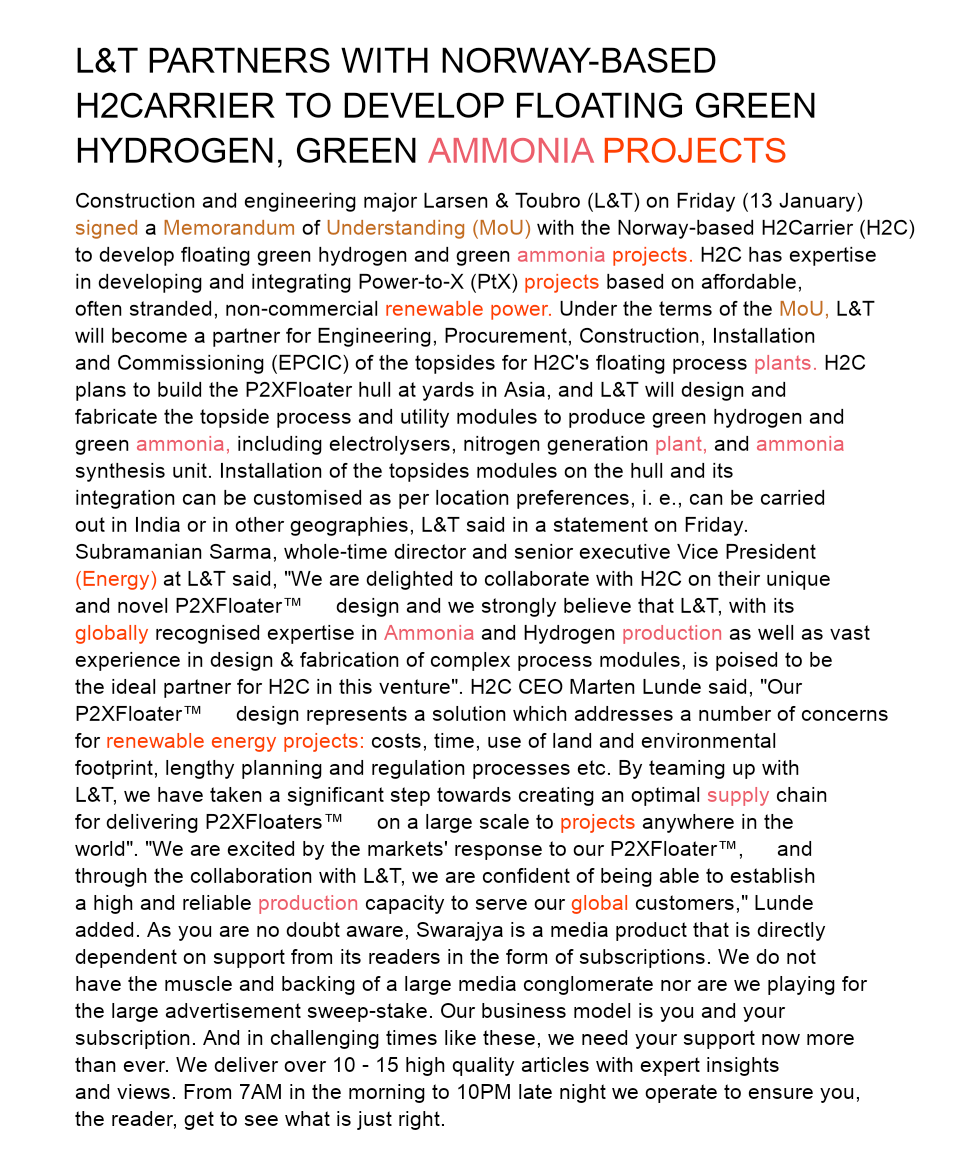 L&T PARTNERS WITH NORWAY-BASED
H2CARRIER TO DEVELOP FLOATING GREEN
HYDROGEN, GREEN AMMONIA PROJECTS
Construction and engineering major Larsen & Toubro (L&T) on Friday (13 January)
signed a Memorandum of Understanding (MoU) with the Norway-based H2Carrier (H2C)
to develop floating green hydrogen and green ammonia projects. H2C has expertise
in developing and integrating Power-to-X (PtX) projects based on affordable,
often stranded, non-commercial renewable power. Under the terms of the MoU, L&T
will become a partner for Engineering, Procurement, Construction, Installation
and Commissioning (EPCIC) of the topsides for H2C's floating process plants. H2C
plans to build the P2XFloater hull at yards in Asia, and L&T will design and
fabricate the topside process and utility modules to produce green hydrogen and
green ammonia, including electrolysers, nitrogen generation plant, and ammonia
synthesis unit. Installation of the topsides modules on the hull and its
integration can be customised as per location preferences, i. e., can be carried
out in India or in other geographies, L&T said in a statement on Friday.
Subramanian Sarma, whole-time director and senior executive Vice President
(Energy) at L&T said, "We are delighted to collaborate with H2C on their unique
and novel P2XFloater™ design and we strongly believe that L&T, with its
globally recognised expertise in Ammonia and Hydrogen production as well as vast
experience in design & fabrication of complex process modules, is poised to be
the ideal partner for H2C in this venture". H2C CEO Marten Lunde said, "Our
P2XFloater™ design represents a solution which addresses a number of concerns
for renewable energy projects: costs, time, use of land and environmental
footprint, lengthy planning and regulation processes etc. By teaming up with
L&T, we have taken a significant step towards creating an optimal supply chain
for delivering P2XFloaters™ on a large scale to projects anywhere in the
world". "We are excited by the markets' response to our P2XFloater™, and
through the collaboration with L&T, we are confident of being able to establish
a high and reliable production capacity to serve our global customers," Lunde
added. As you are no doubt aware, Swarajya is a media product that is directly
dependent on support from its readers in the form of subscriptions. We do not
have the muscle and backing of a large media conglomerate nor are we playing for
the large advertisement sweep-stake. Our business model is you and your
subscription. And in challenging times like these, we need your support now more
than ever. We deliver over 10 - 15 high quality articles with expert insights
and views. From 7AM in the morning to 10PM late night we operate to ensure you,
the reader, get to see what is just right.